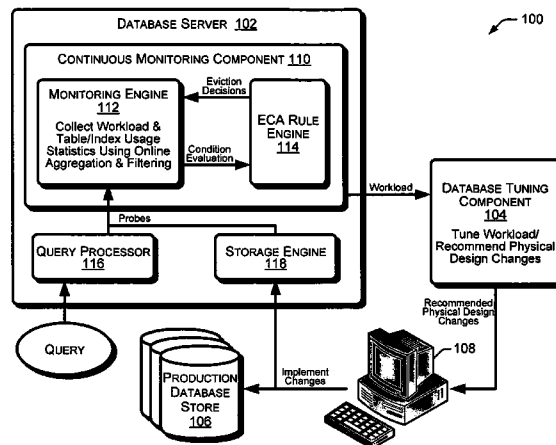 DATABASE SERVER 102
100
CONTINUOUS MONITORING COMPONENT 110
MONITORING ENGINE
112
Collect Workload &
Table/Index Usage
Statistics Using Online
Aggregation & Filtering
Eviction
Decisions
Condition
Evaluation
ECA RULE
ENGINE
114
Workload
DATABASE TUNING
COMPONENT
104
Tune Workload/
Recommend Physical
Design Changes
Probes
QUERY PROCESSOR
116
STORAGE ENGINE
118
Recommended
Physical Design
Changes
QUERY
108
Implement
Changes
PRODUCTION
DATABASE
STORE
106